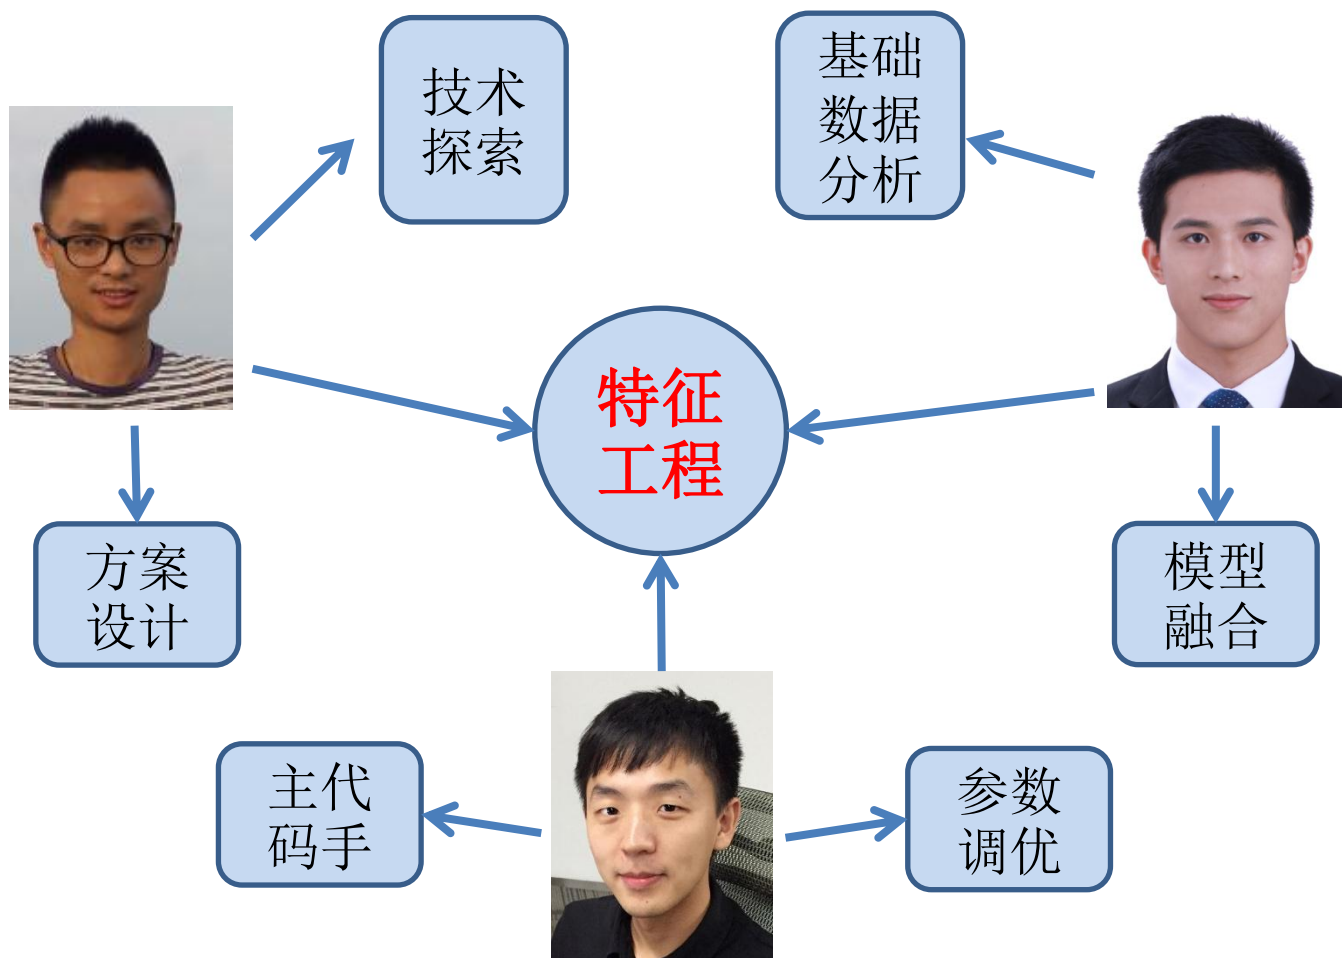 技术
探索
基础
数据
分析
特征
工程
方案
设计
模型
融合
主代
码手
参数
调优